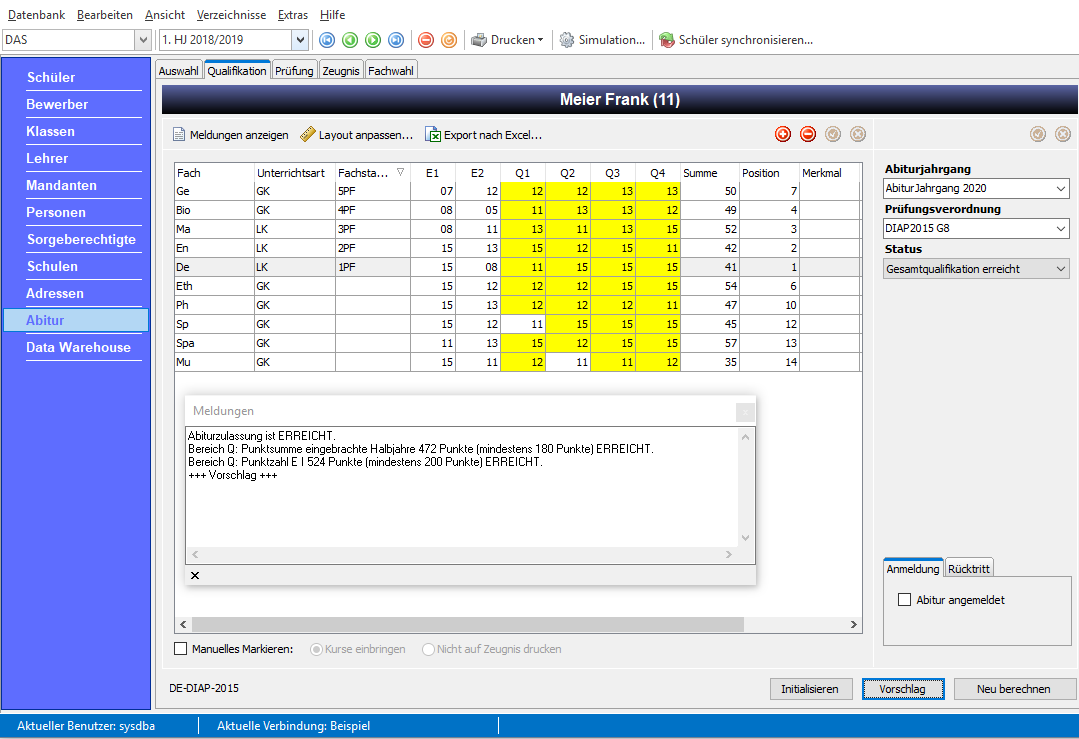 Datenbank Bearbeiten Ansicht Verzeichnisse Extras Hilfe
DAS 1. HJ 2018/2019 Drucken Simulation... Schüler synchronisieren...
Schüler
Bewerber
Klassen
Lehrer
Mandanten
Personen
Sorgeberechtigte
Schulen
Adressen
Abitur
Data Warehouse
Auswahl Qualifikation Prüfung Zeugnis Fachwahl
Meier Frank (11)
Meldungen anzeigen Layout anpassen... Export nach Excel...
Fach Unterrichtsart Fachsta... E1 E2 Q1 Q2 Q3 Q4 Summe Position Merkmal
Ge GK 5PF 07 12 12 12 13 13 50 7
Bio GK 4PF 08 05 11 13 13 12 49 4
Ma LK 3PF 08 11 13 11 13 15 52 3
En LK 2PF 15 13 15 12 15 11 42 2
De LK 1PF 15 08 11 15 15 15 41 1
Eth GK 15 12 12 12 15 15 54 6
Ph GK 15 13 12 12 12 11 47 10
Sp GK 15 12 11 15 15 15 45 12
Spa GK 11 13 15 12 15 15 57 13
Mu GK 15 11 12 11 11 12 35 14
Meldungen
Abiturzulassung ist ERREICHT.
Bereich Q: Punktsumme eingebrachte Halbjahre 472 Punkte (mindestens 180 Punkte) ERREICHT.
Bereich Q: Punktzahl E I 524 Punkte (mindestens 200 Punkte) ERREICHT.
+++ Vorschlag +++
Manuelles Markieren: Kurse einbringen Nicht auf Zeugnis drucken
Abiturjahrgang
AbiturJahrgang 2020
Prüfungsverordnung
DIAP2015 G8
Status
Gesamtqualifikation erreicht
Anmeldung Rücktritt
Abitur angemeldet
DE-DIAP-2015 Initialisieren Vorschlag Neu berechnen
Aktueller Benutzer: sysdba Aktuelle Verbindung: Beispiel